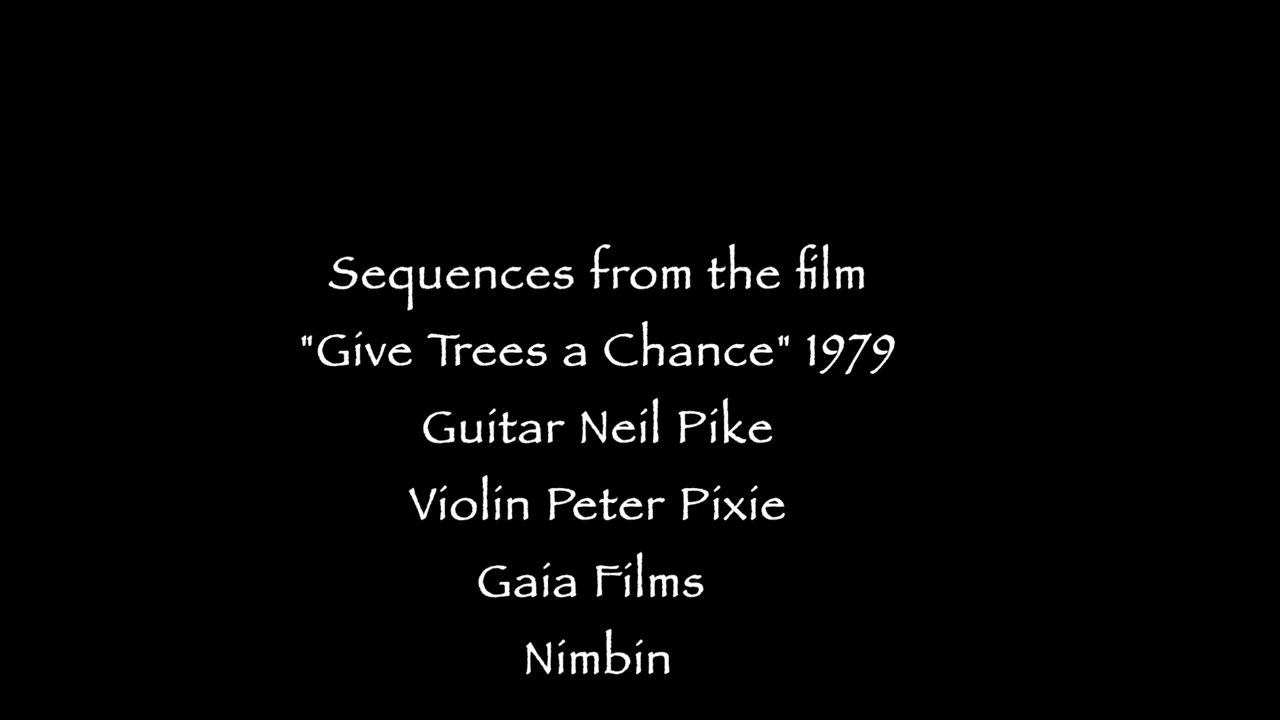 Sequences from the film
"Give Trees a Chance" 1979
Guitar Neil Pike
Violin Peter Pixie
Gaia Films
Nimbin